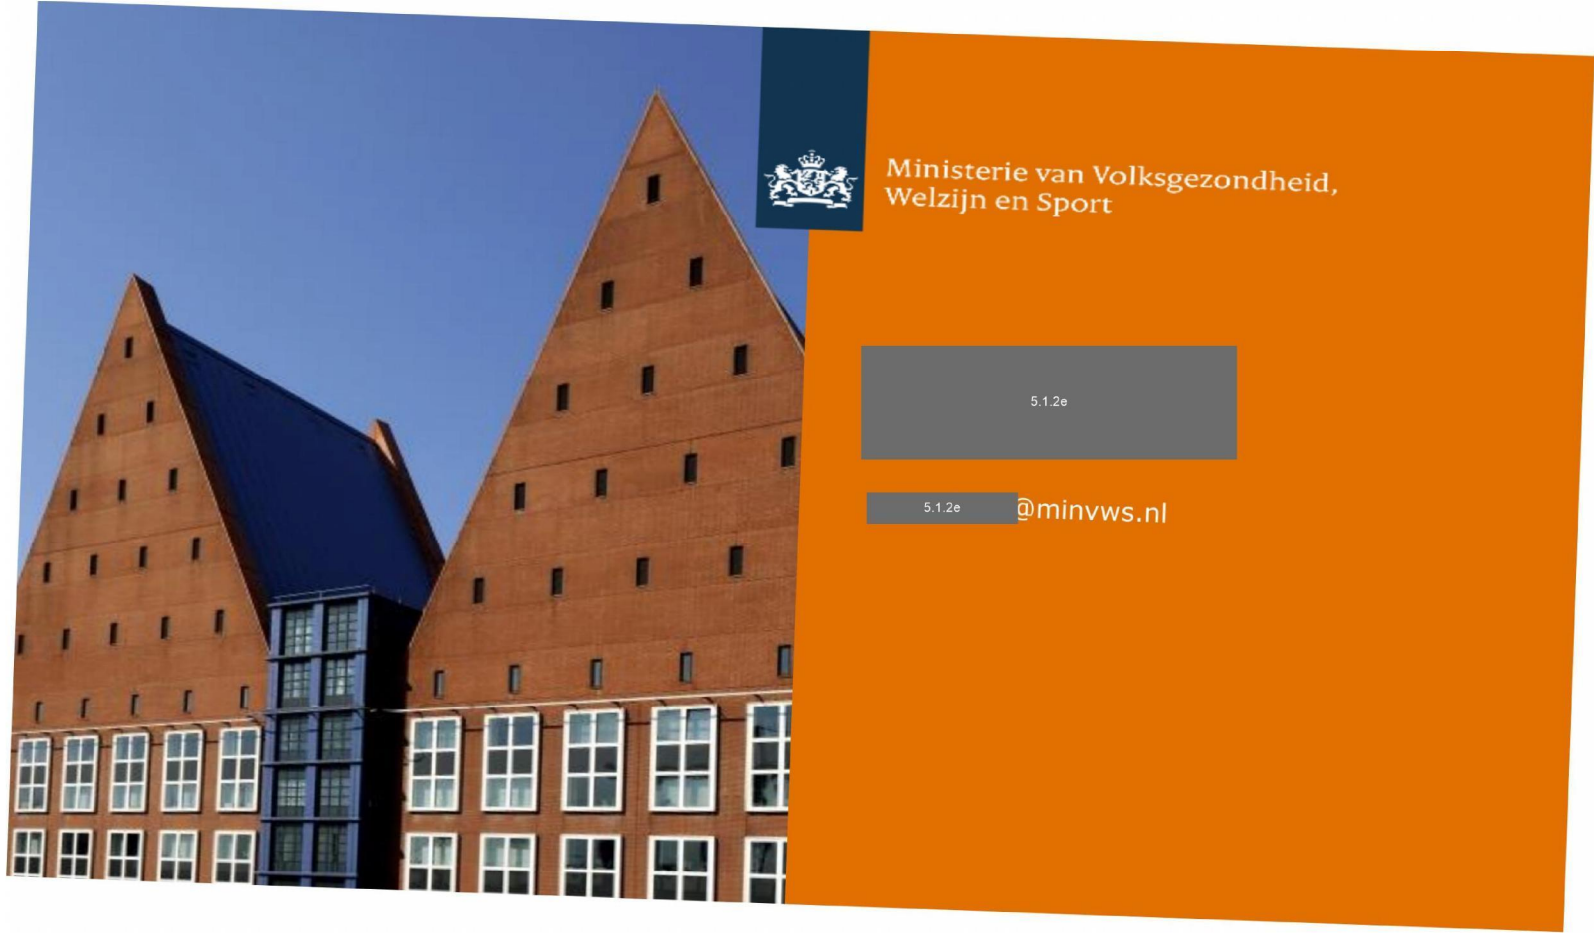 Ministerie van Volksgezondheid,
Welzijn en Sport
5.1.2e
5.1.2e @minvws.nl